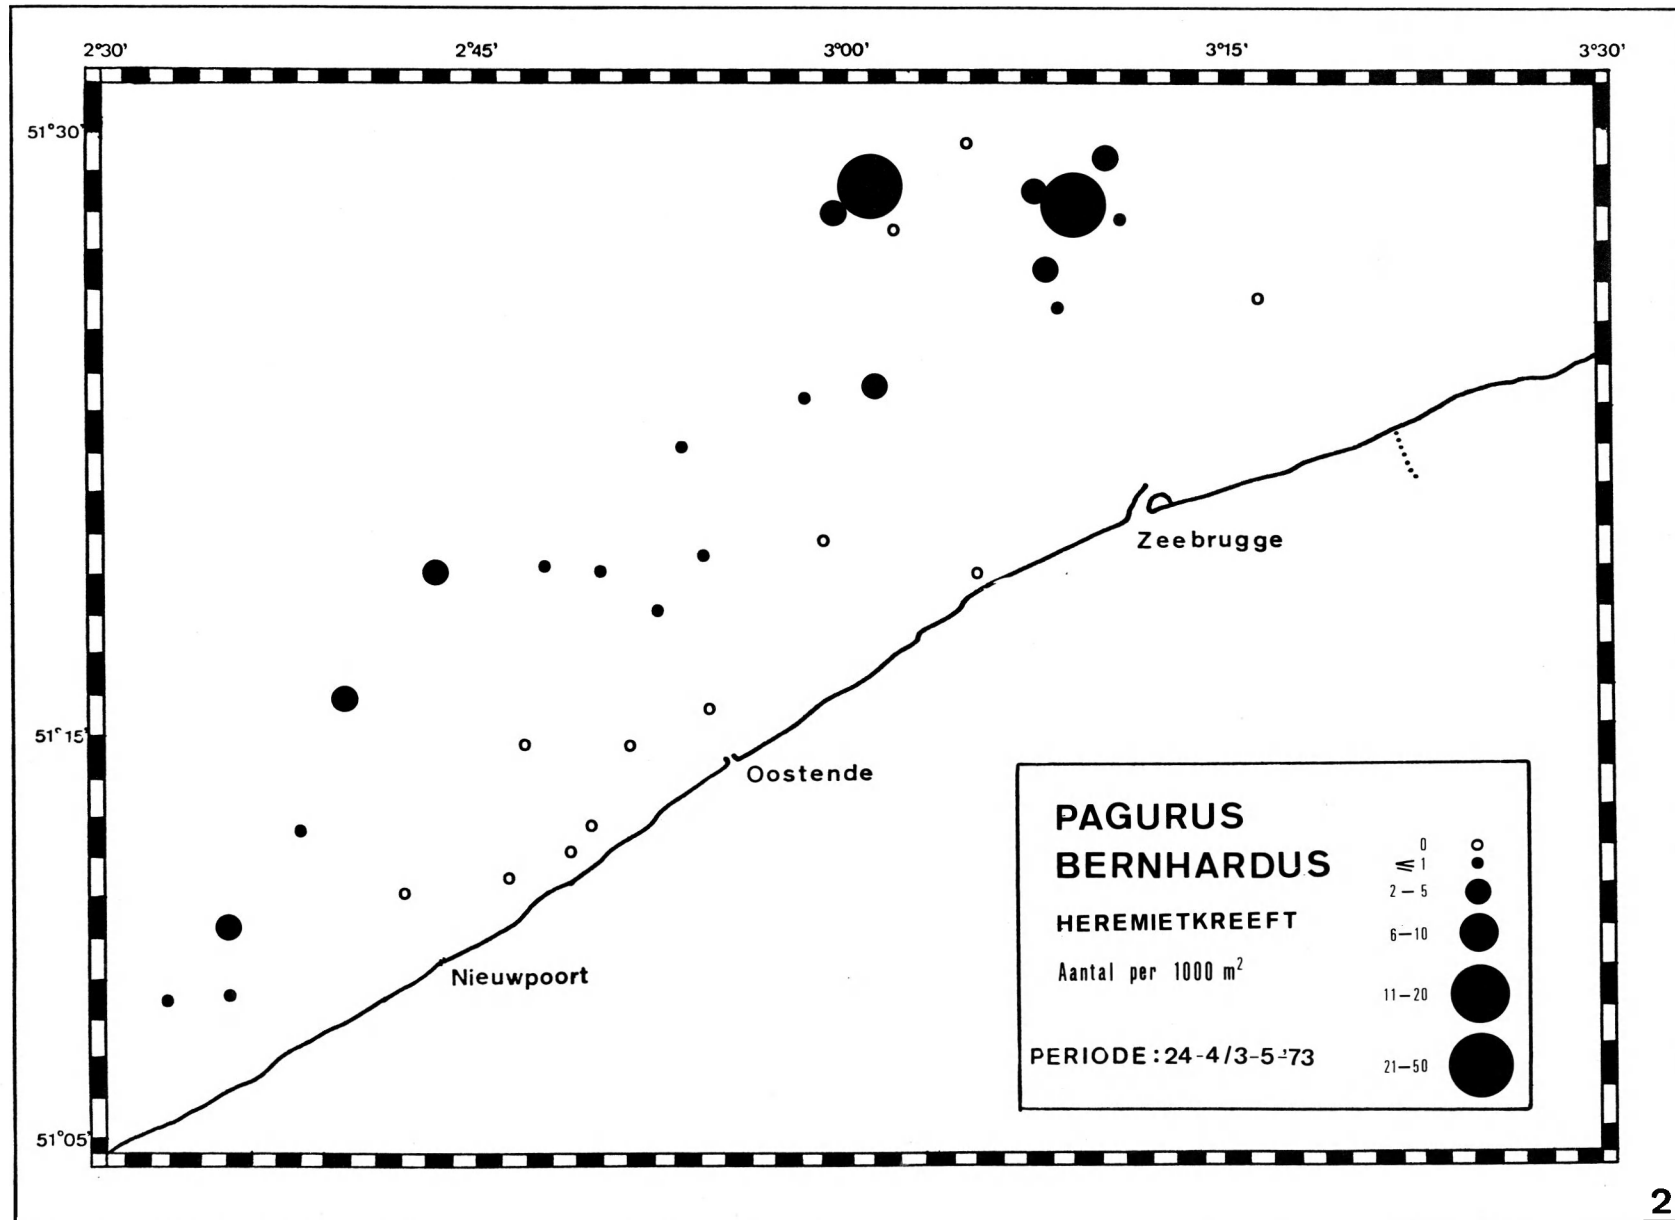 2°30' 2°45' 3°00' 3°15' 3°30'
51°30'
51°15'
51°05'
Zeebrugge
Oostende
Nieuwpoort
PAGURUS
BERNHARDUS
HEREMIETKREEFT
Aantal per 1000 m²
PERIODE : 24-4/3-5-'73
0
≤ 1
2 – 5
6–10
11–20
21–50
2